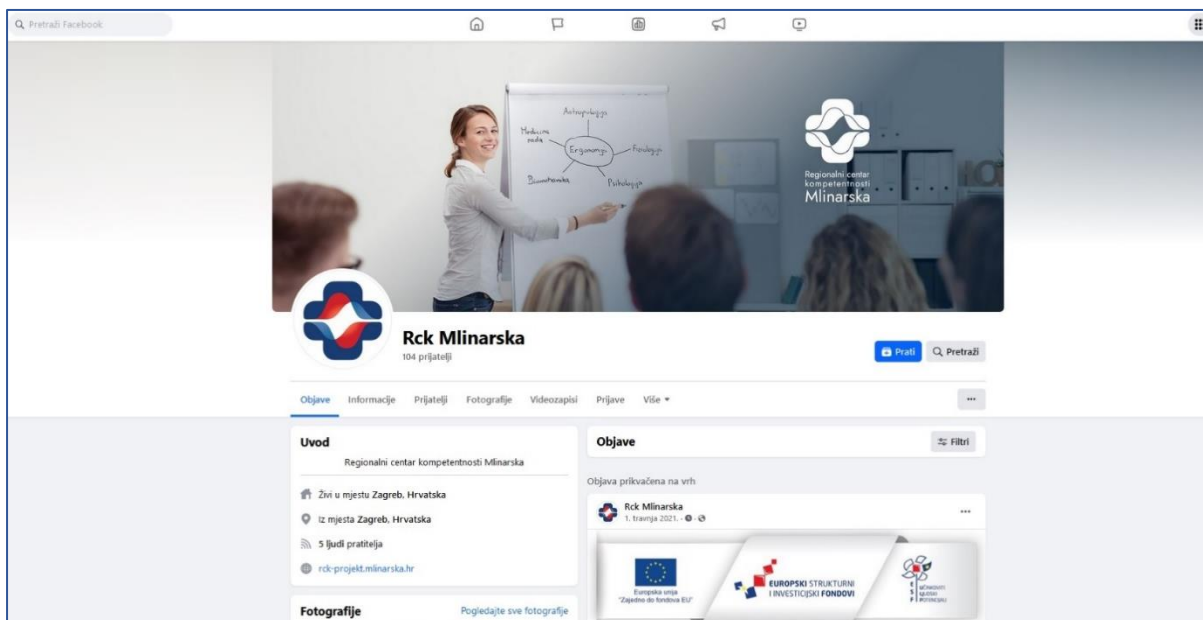 Pretraži Facebook
Antropologija
Ergonomija
Psihologija
Biomehanika
Regionalni centar
kompetentnosti
Mlinarska
Rck Mlinarska
104 prijatelji
Prati
Pretraži
Objave
Informacije
Prijatelji
Fotografije
Videozapisi
Prijave
Više
Uvod
Regionalni centar kompetentnosti Mlinarska
Živi u mjestu Zagreb, Hrvatska
Iz mjesta Zagreb, Hrvatska
5 ljudi pratitelja
rck-projekt.mlinarska.hr
Fotografije
Pogledajte sve fotografije
Objave
Filtri
Objava prikvačena na vrh
Rck Mlinarska
1. travnja 2021.
Europska unija
"Zajedno do fondova EU"
EUROPSKI STRUKTURNI
I INVESTICIJSKI FONDOVI
E UČINKOVITI
S LJUDSKI
F POTENCIJALI